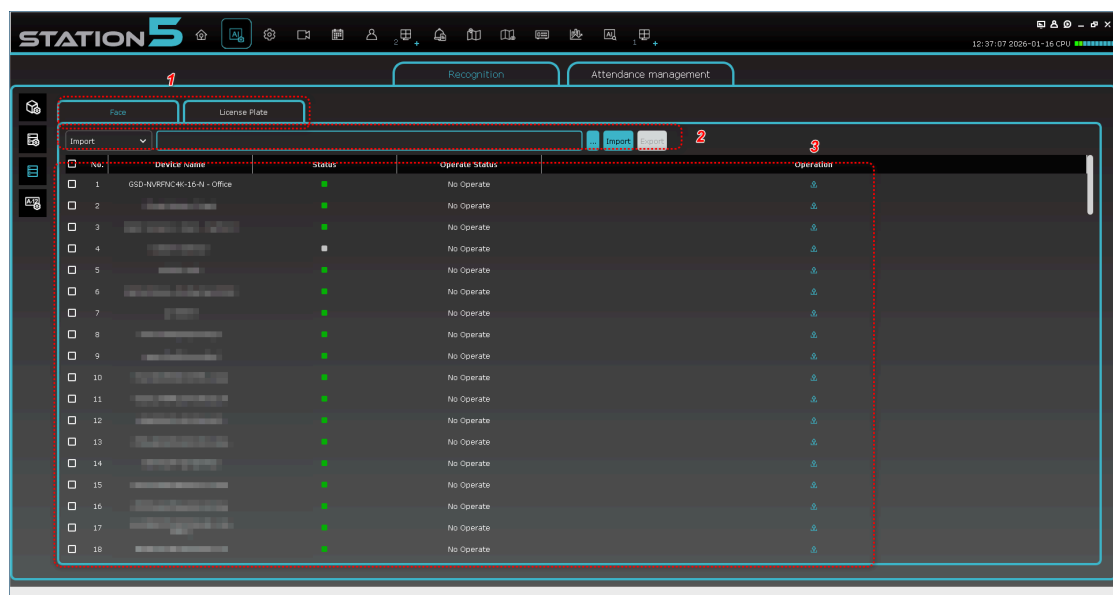 STATION5
2 +
1 +
12:37:07 2026-01-16 CPU
Recognition Attendance management
1
Face License Plate
Import ... Import Export 2
3
No. Device Name Status Operate Status Operation
1 GSD-NVRFNC4K-16-N - Office No Operate
2 No Operate
3 No Operate
4 No Operate
5 No Operate
6 No Operate
7 No Operate
8 No Operate
9 No Operate
10 No Operate
11 No Operate
12 No Operate
13 No Operate
14 No Operate
15 No Operate
16 No Operate
17 No Operate
18 No Operate